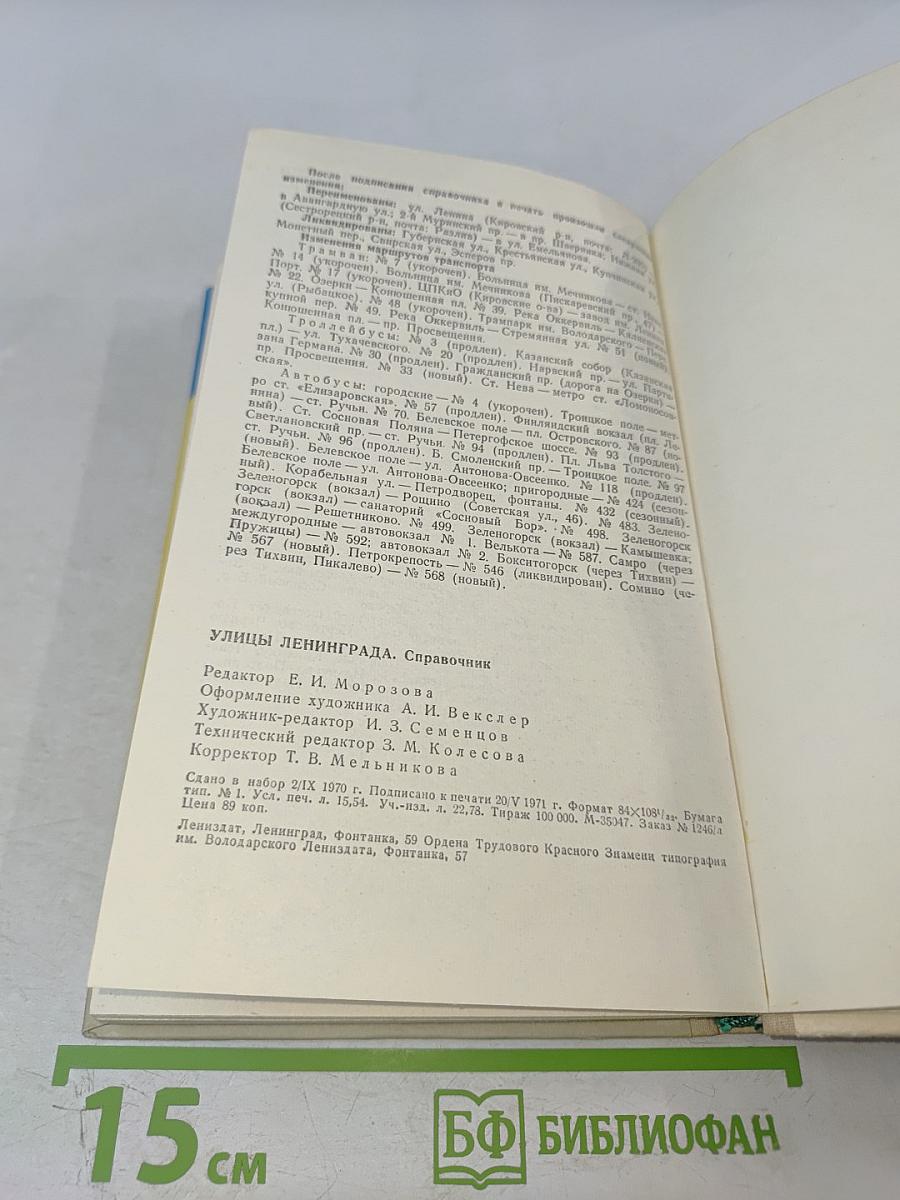 После подписания справочника в печать произошли следующие
изменения:
Переименованы: ул. Ленина (Кировский р-н, почта:
в Авангардную ул.; 2-й Муринский пр. — в пр. Шверника; Нижняя
(Сестрорецкий р-н, почта: Разлив) — в ул. Емельянова.
Ликвидированы: Губернская ул., Крестьянская ул., Купчинская
Монетный пер., Свирская ул., Эсперов пр.
Изменения маршрутов транспорта
Трамваи: № 7 (укорочен). Больница им. Мечникова — ст.
№ 14 (укорочен). Больница им. Мечникова (Пискаревский пр., 47) —
Порт. № 17 (укорочен). ЦПКиО (Кировские о-ва) — завод им. Ленина
№ 22. Озерки — Конюшенная пл. № 39. Река Оккервиль —
ул. (Рыбацкое). № 48 (укорочен). Трампарк им. Володарского — Пере-
купной пер. № 49. Река Оккервиль — Стремянная ул. № 51 (новый).
Конюшенная пл. — пр. Просвещения.
Троллейбусы: № 3 (продлен). Казанский собор (Казанская
пл.) — ул. Тухачевского. № 20 (продлен). Нарвский пр. — ул. Парти-
зана Германа. № 30 (продлен). Гражданский пр. (дорога на Озерки) —
пр. Просвещения. № 33 (новый). Ст. Нева — метро ст. «Ломоносов-
ская».
Автобусы: городские — № 4 (укорочен). Троицкое поле — мет-
ро ст. «Елизаровская». № 57 (продлен). Финляндский вокзал (пл. Ле-
нина) — ст. Ручьи. № 70. Белевское поле — пл. Островского. № 87 (но-
вый). Ст. Сосновая Поляна — Петергофское шоссе. № 93 (продлен).
Светлановский пр. — ст. Ручьи. № 94 (продлен). Пл. Льва Толстого —
ст. Ручьи. № 96 (продлен). Б. Смоленский пр. — Троицкое поле. № 97
(новый). Белевское поле — ул. Антонова-Овсеенко. № 118 (продлен).
Белевское поле — ул. Антонова-Овсеенко; пригородные — № 424 (сезон-
ный). Корабельная ул. — Петродворец, фонтаны. № 432 (сезонный).
Зеленогорск (вокзал) — Рощино (Советская ул., 46). № 483. Зелено-
горск (вокзал) — санаторий «Сосновый Бор». № 498. Зеленогорск
(вокзал) — Решетниково. № 499. Зеленогорск (вокзал) — Камышевка;
междугородные — автовокзал № 1. Велькота — № 587. Самро (через
Пружицы) — № 592; автовокзал № 2. Бокситогорск (через Тихвин) —
№ 567 (новый). Петрокрепость — № 546 (ликвидирован). Сомино (че-
рез Тихвин, Пикалево) — № 568 (новый).
УЛИЦЫ ЛЕНИНГРАДА. Справочник
Редактор Е. И. Морозова
Оформление художника А. И. Векслер
Художник-редактор И. З. Семенцов
Технический редактор З. М. Колесова
Корректор Т. В. Мельникова
Сдано в набор 2/IX 1970 г. Подписано к печати 20/V 1971 г. Формат 84×108¹/₃₂. Бумага
тип. № 1. Усл. печ. л. 15,54. Уч.-изд. л. 22,78. Тираж 100 000. М-35047. Заказ № 1246/л
Цена 89 коп.
Лениздат, Ленинград, Фонтанка, 59 Ордена Трудового Красного Знамени типография
им. Володарского Лениздата, Фонтанка, 57
15 см
БФ БИБЛИОФАН